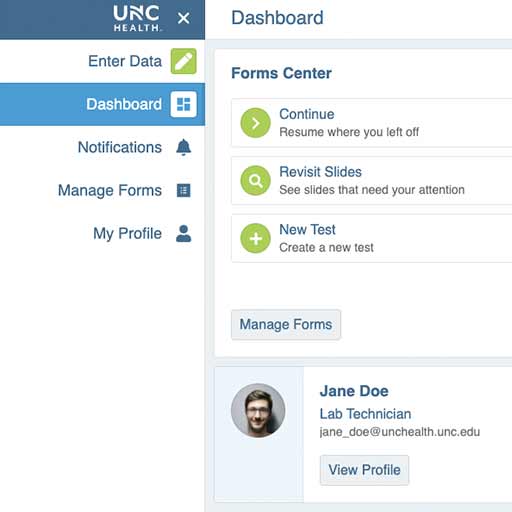 UNC
HEALTH
Enter Data
Dashboard
Notifications
Manage Forms
My Profile
Dashboard
Forms Center
Continue
Resume where you left off
Revisit Slides
See slides that need your attention
New Test
Create a new test
Manage Forms
Jane Doe
Lab Technician
jane_doe@unchealth.unc.edu
View Profile